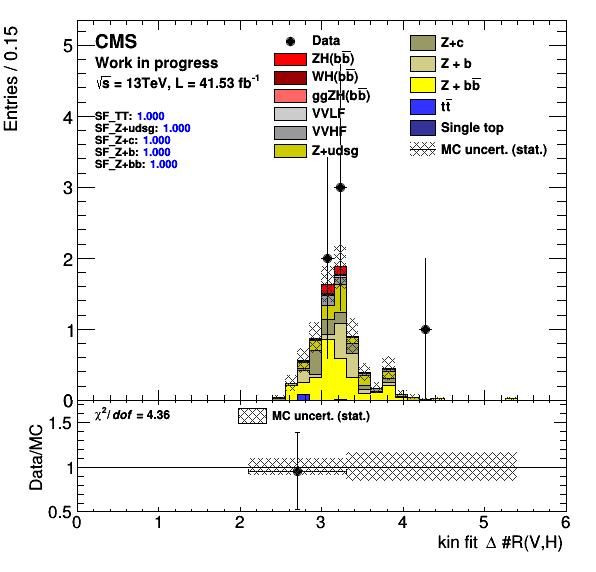 Entries / 0.15
CMS
Work in progress
√s = 13TeV, L = 41.53 fb⁻¹
SF_TT: 1.000
SF_Z+udsg: 1.000
SF_Z+c: 1.000
SF_Z+b: 1.000
SF_Z+bb: 1.000
Data
ZH(bb̅)
WH(bb̅)
ggZH(bb̅)
VVLF
VVHF
Z+udsg
Z+c
Z + b
Z + bb̅
tt̅
Single top
MC uncert. (stat.)
5
4
3
2
1
0
χ²/dof = 4.36
MC uncert. (stat.)
Data/MC
1.5
1
0.5
0 1 2 3 4 5 6
kin fit Δ #R(V,H)